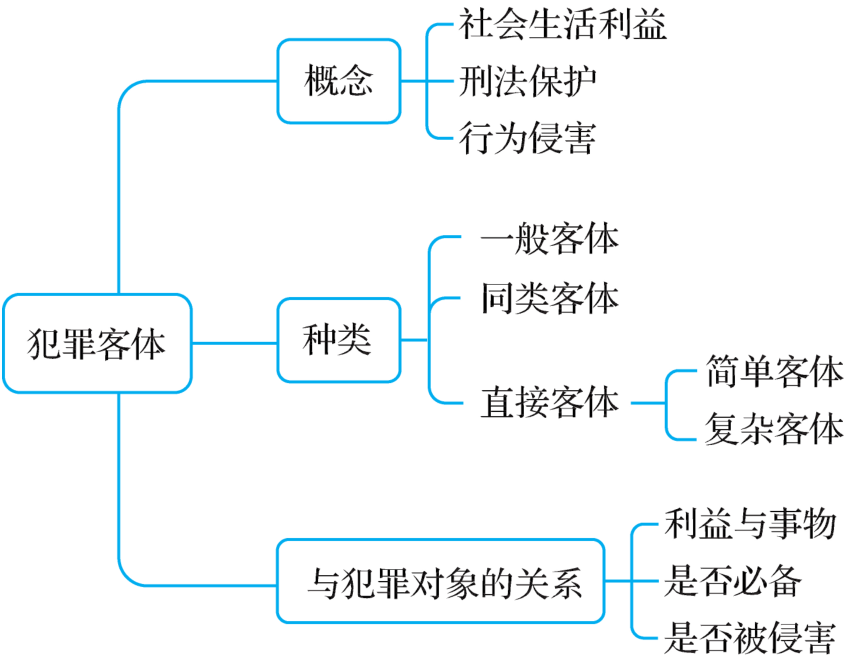 犯罪客体
概念
社会生活利益
刑法保护
行为侵害
种类
一般客体
同类客体
直接客体
简单客体
复杂客体
与犯罪对象的关系
利益与事物
是否必备
是否被侵害